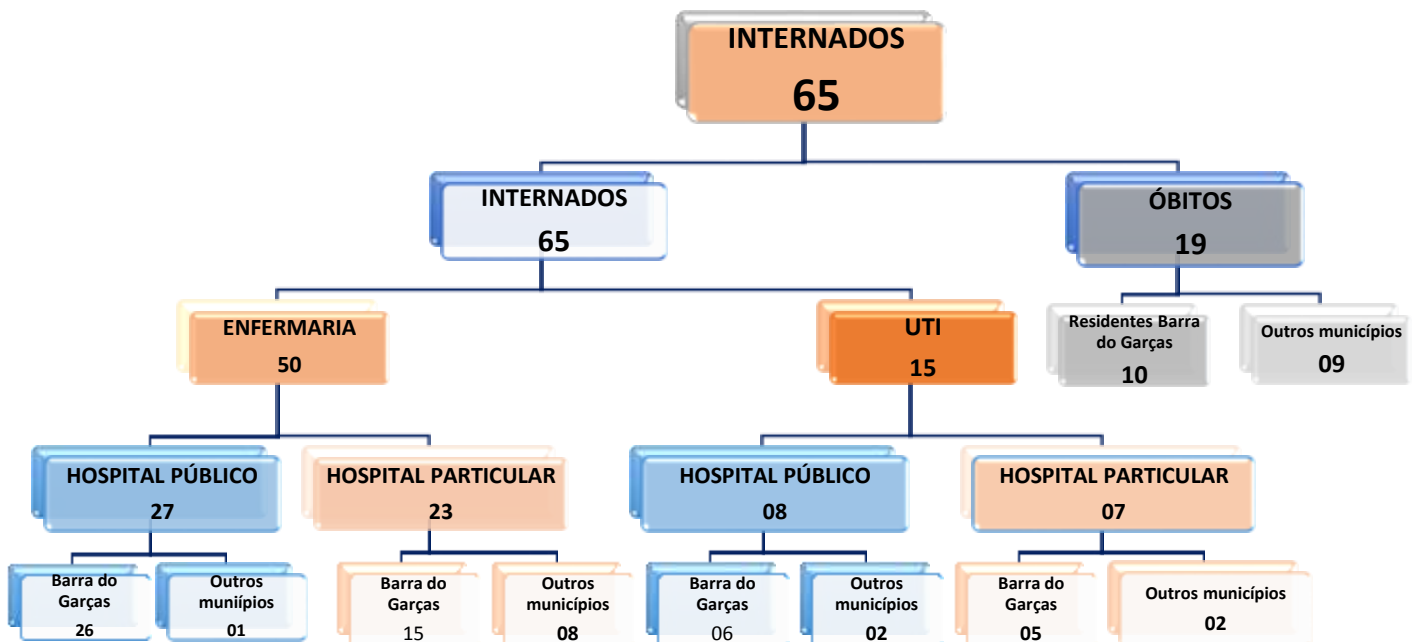 INTERNADOS
65
INTERNADOS
65
ÓBITOS
19
ENFERMARIA
50
UTI
15
Residentes Barra
do Garças
10
Outros municípios
09
HOSPITAL PÚBLICO
27
HOSPITAL PARTICULAR
23
HOSPITAL PÚBLICO
08
HOSPITAL PARTICULAR
07
Barra do
Garças
26
Outros
muniípios
01
Barra do
Garças
15
Outros
municípios
08
Barra do
Garças
06
Outros
municípios
02
Barra do
Garças
05
Outros municípios
02